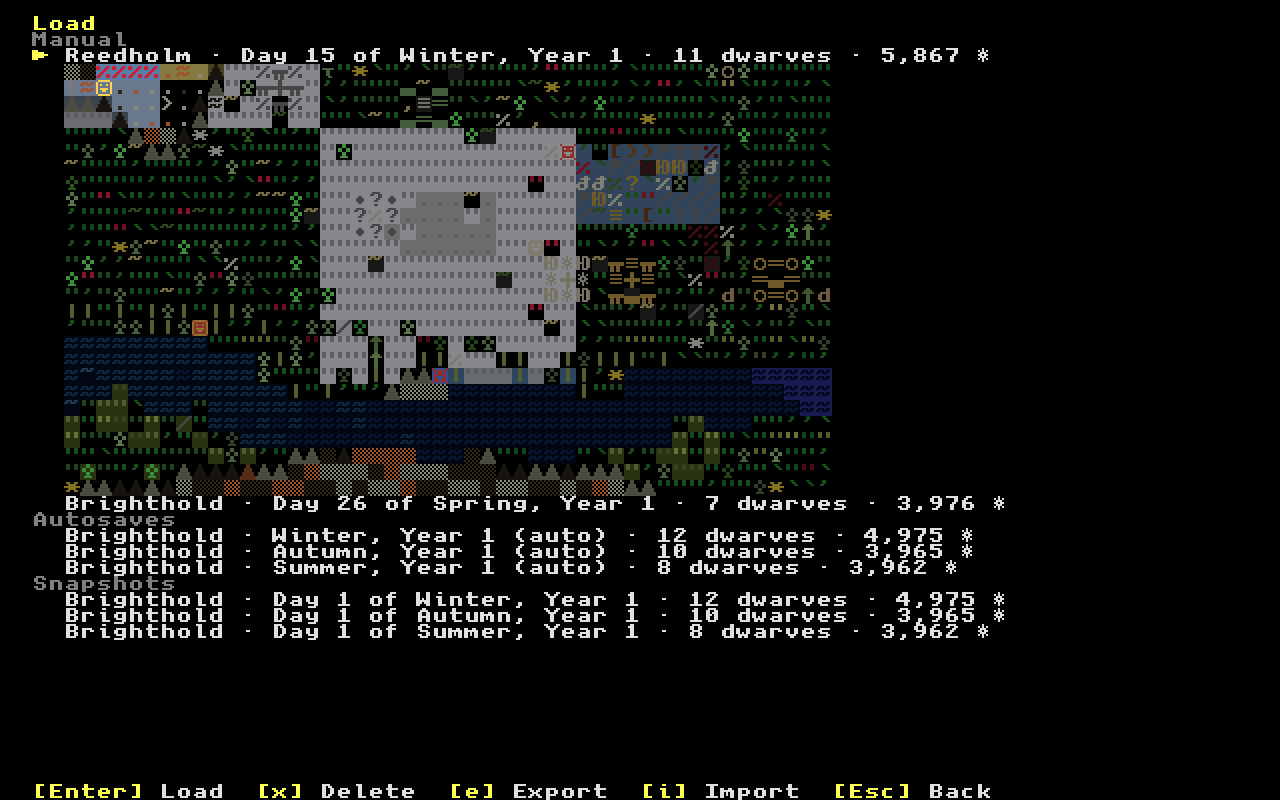 Load
Manual
► Reedholm · Day 15 of Winter, Year 1 · 11 dwarves · 5,867 *
Brighthold · Day 26 of Spring, Year 1 · 7 dwarves · 3,976 *
Autosaves
Brighthold · Winter, Year 1 (auto) · 12 dwarves · 4,975 *
Brighthold · Autumn, Year 1 (auto) · 10 dwarves · 3,965 *
Brighthold · Summer, Year 1 (auto) · 8 dwarves · 3,962 *
Snapshots
Brighthold · Day 1 of Winter, Year 1 · 12 dwarves · 4,975 *
Brighthold · Day 1 of Autumn, Year 1 · 10 dwarves · 3,965 *
Brighthold · Day 1 of Summer, Year 1 · 8 dwarves · 3,962 *
[Enter] Load [x] Delete [e] Export [i] Import [Esc] Back